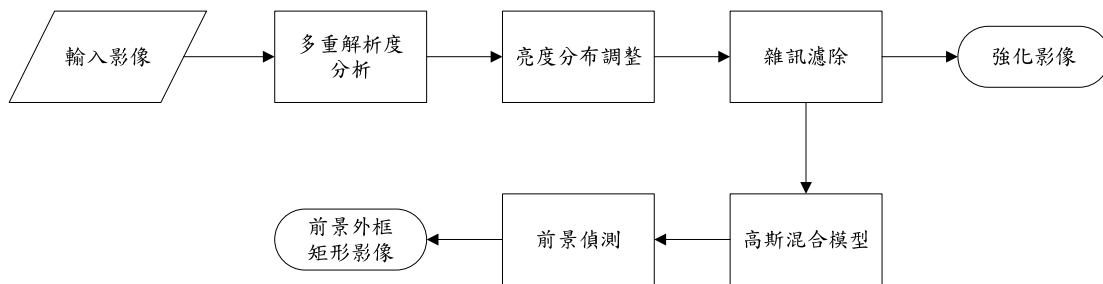 輸入影像
多重解析度
分析
亮度分布調整
雜訊濾除
強化影像
前景外框
矩形影像
前景偵測
高斯混合模型